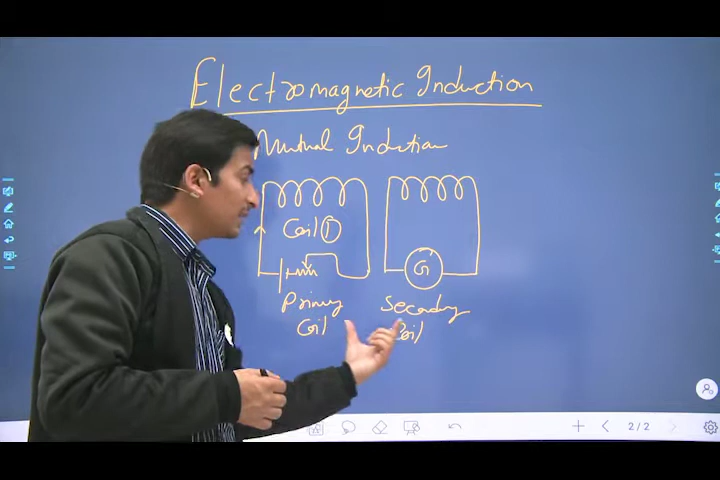 Electromagnetic Induction
Mutual Induction
Coil ①
G
Primary
Coil
Secondary
Coil
2/2